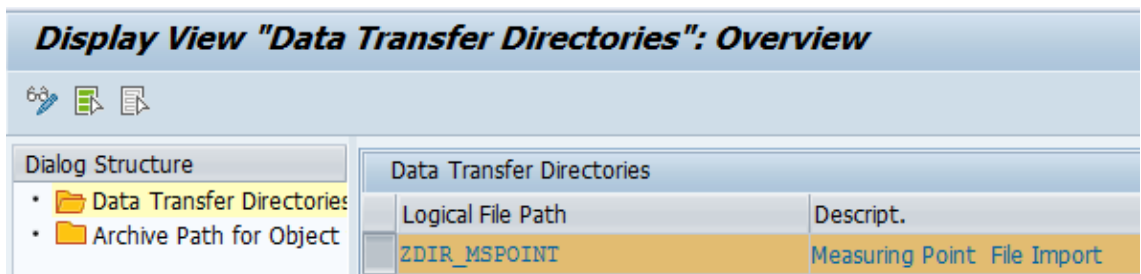 Display View "Data Transfer Directories": Overview
Dialog Structure
Data Transfer Directories
Archive Path for Object
Data Transfer Directories
Logical File Path Descript.
ZDIR_MSPOINT Measuring Point File Import